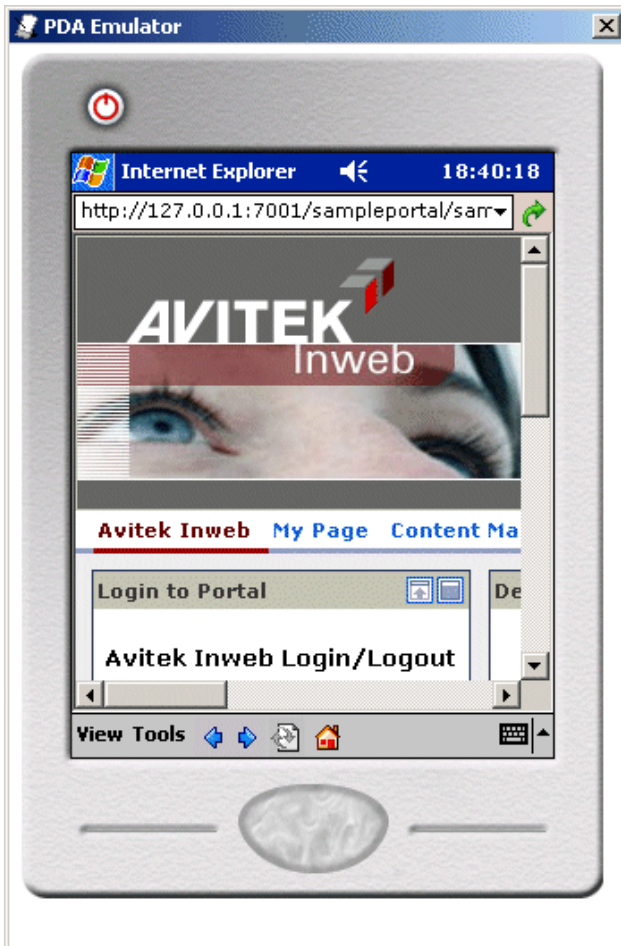 PDA Emulator
Internet Explorer 18:40:18
http://127.0.0.1:7001/sampleportal/sam
AVITEK
Inweb
Avitek Inweb My Page Content Ma
Login to Portal De
Avitek Inweb Login/Logout
View Tools